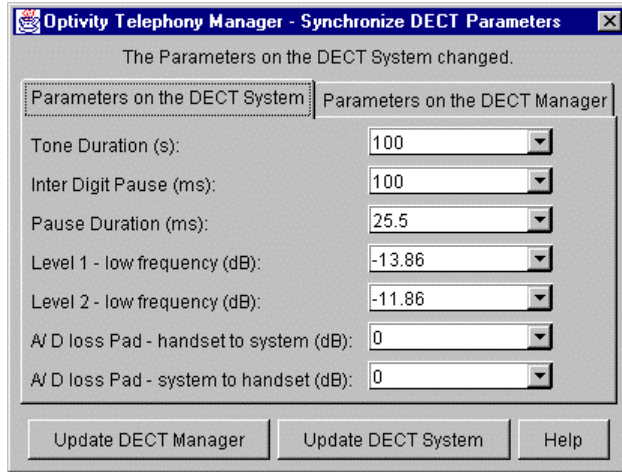 Optivity Telephony Manager - Synchronize DECT Parameters
The Parameters on the DECT System changed.
Parameters on the DECT System Parameters on the DECT Manager
Tone Duration (s): 100
Inter Digit Pause (ms): 100
Pause Duration (ms): 25.5
Level 1 - low frequency (dB): -13.86
Level 2 - low frequency (dB): -11.86
A/D loss Pad - handset to system (dB): 0
A/D loss Pad - system to handset (dB): 0
Update DECT Manager Update DECT System Help